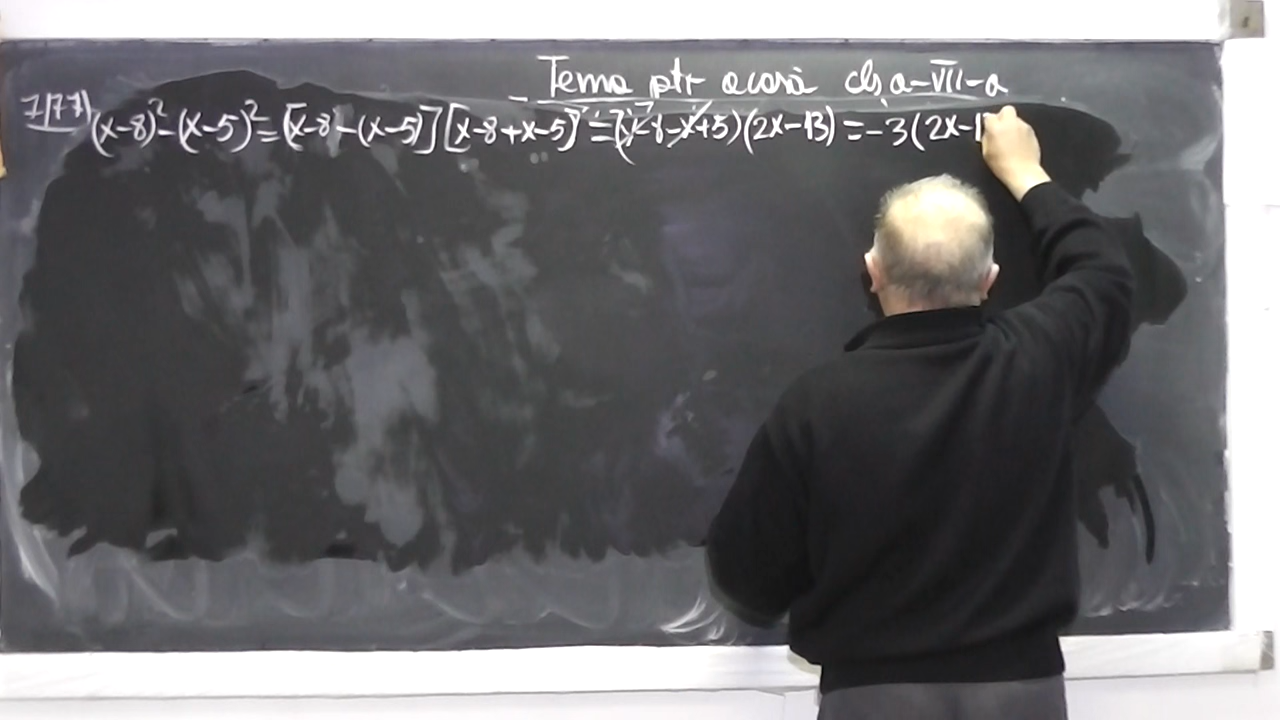 Tema ptr acasă cls a-VII-a
7/77) (x-8)² - (x-5)² = [x-8-(x-5)][x-8+x-5] = (x-8-x+5)(2x-13) = -3(2x-1